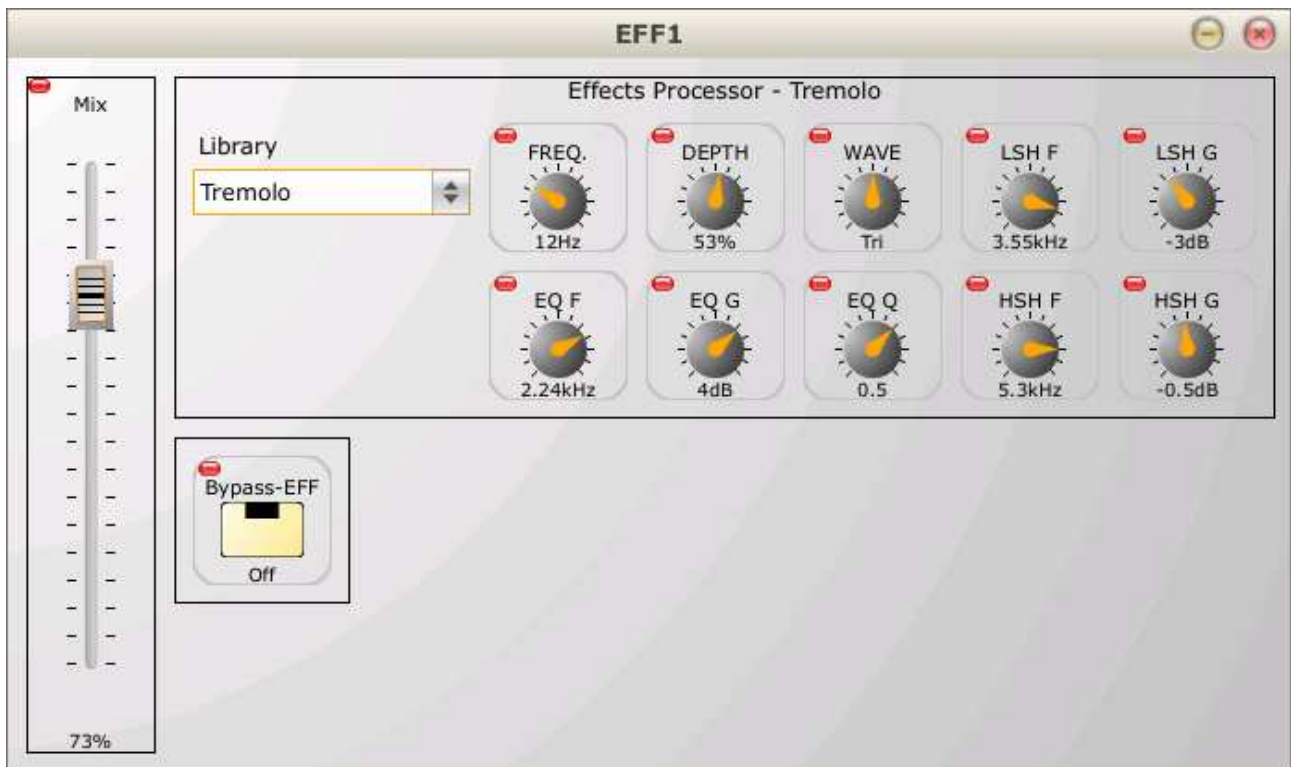 EFF1
Mix
73%
Effects Processor - Tremolo
Library
Tremolo
FREQ. DEPTH WAVE LSH F LSH G
12Hz 53% Tri 3.55kHz -3dB
EQ F EQ G EQ Q HSH F HSH G
2.24kHz 4dB 0.5 5.3kHz -0.5dB
Bypass-EFF
Off